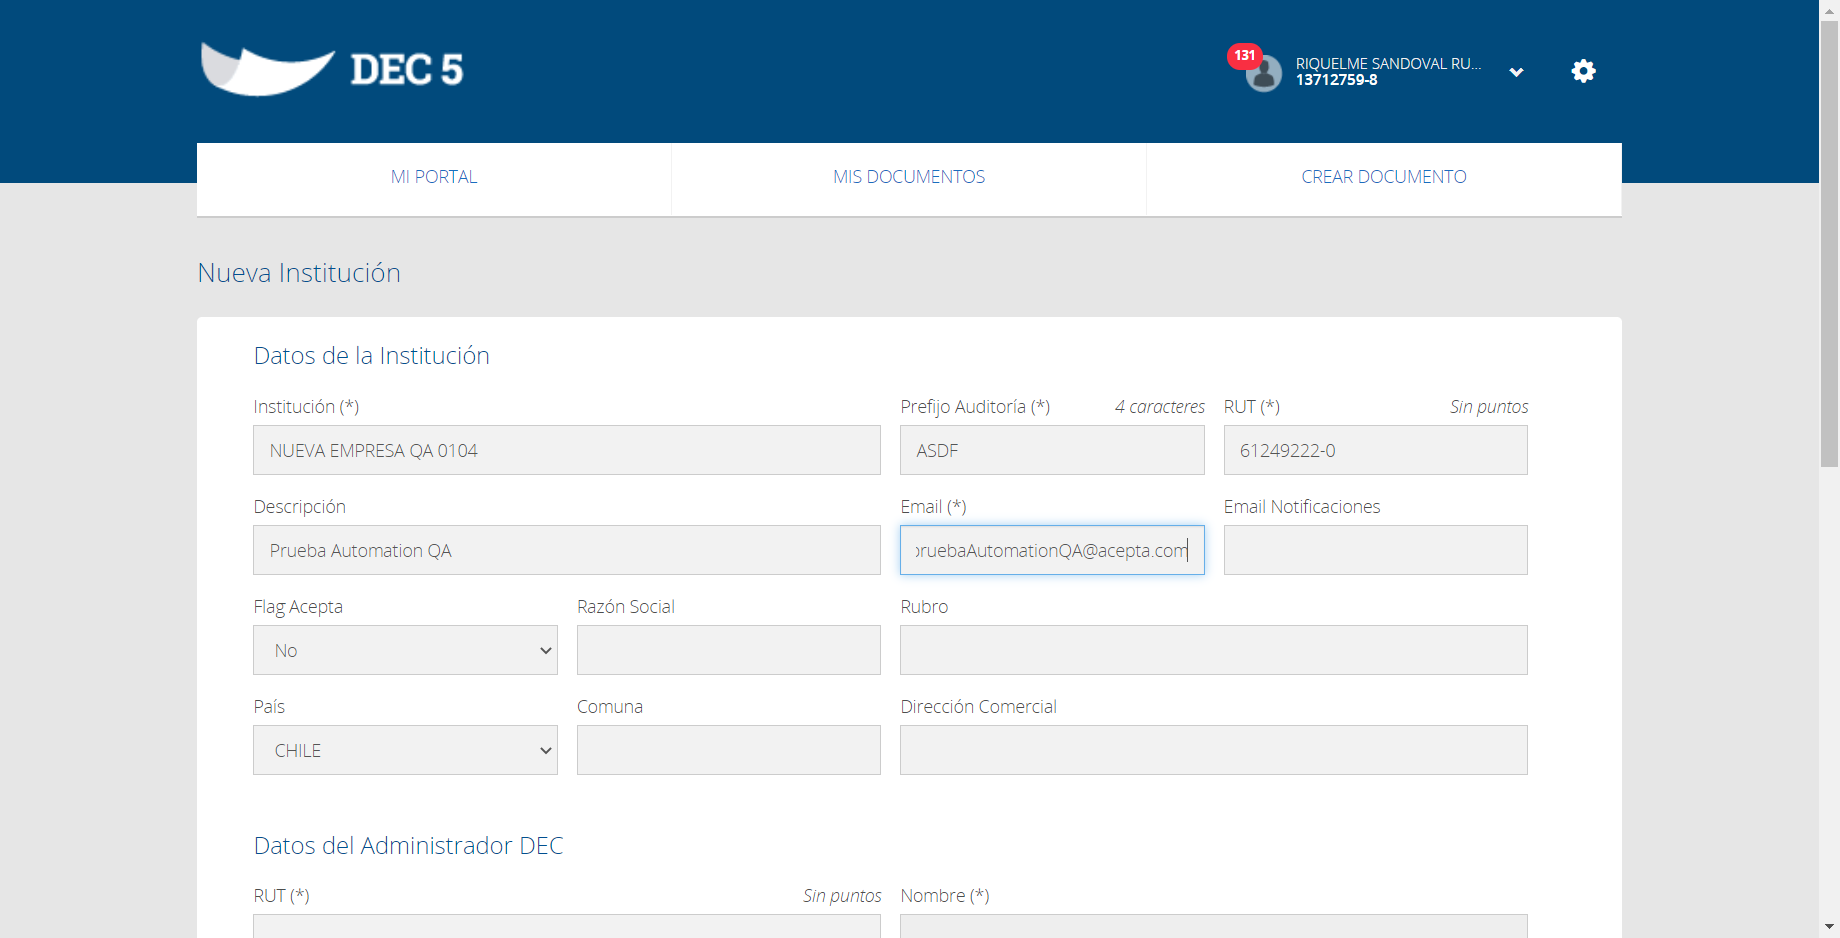 DEC 5
131
RIQUELME SANDOVAL RU...
13712759-8
MI PORTAL
MIS DOCUMENTOS
CREAR DOCUMENTO
Nueva Institución
Datos de la Institución
Institución (*)
Prefijo Auditoría (*)
4 caracteres
RUT (*)
Sin puntos
NUEVA EMPRESA QA 0104
ASDF
61249222-0
Descripción
Email (*)
Email Notificaciones
Prueba Automation QA
pruebaAutomationQA@acepta.com
Flag Acepta
Razón Social
Rubro
No
País
Comuna
Dirección Comercial
CHILE
Datos del Administrador DEC
RUT (*)
Sin puntos
Nombre (*)